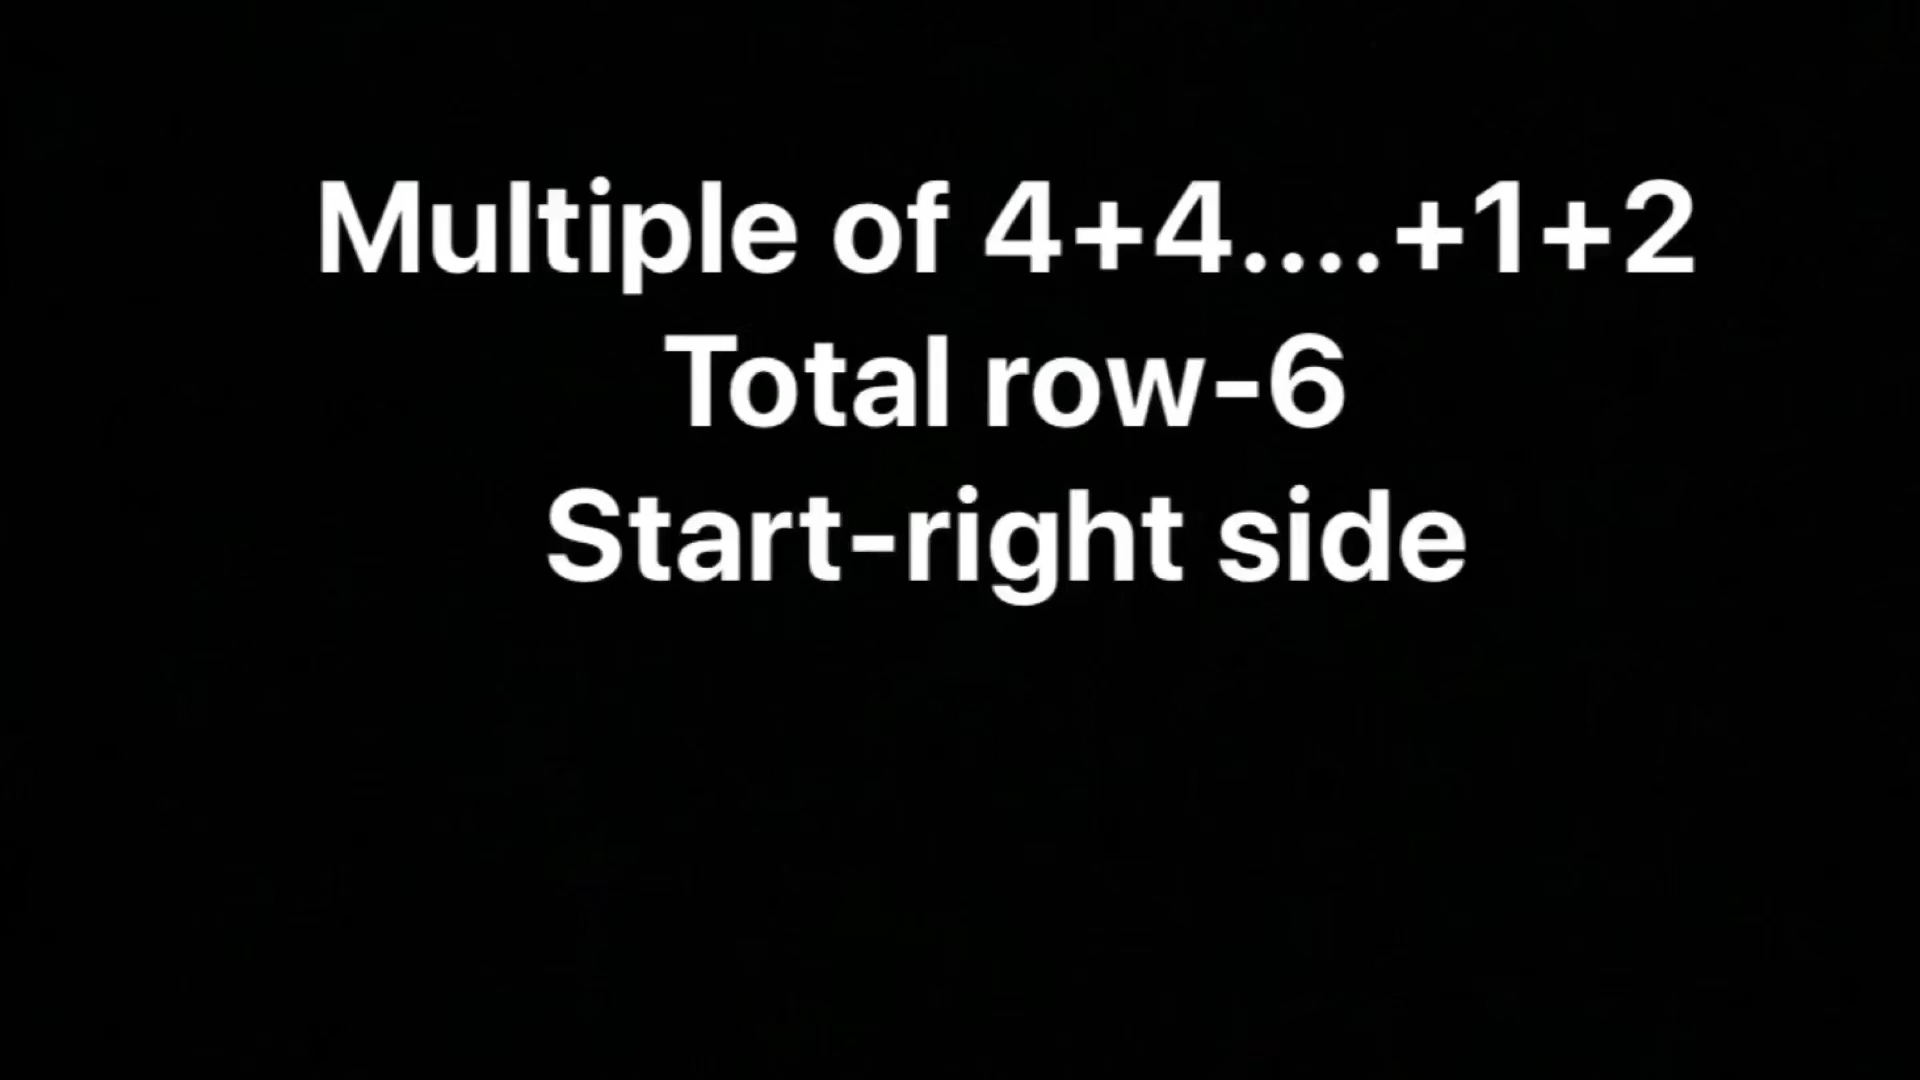 Multiple of 4+4....+1+2
Total row-6
Start-right side